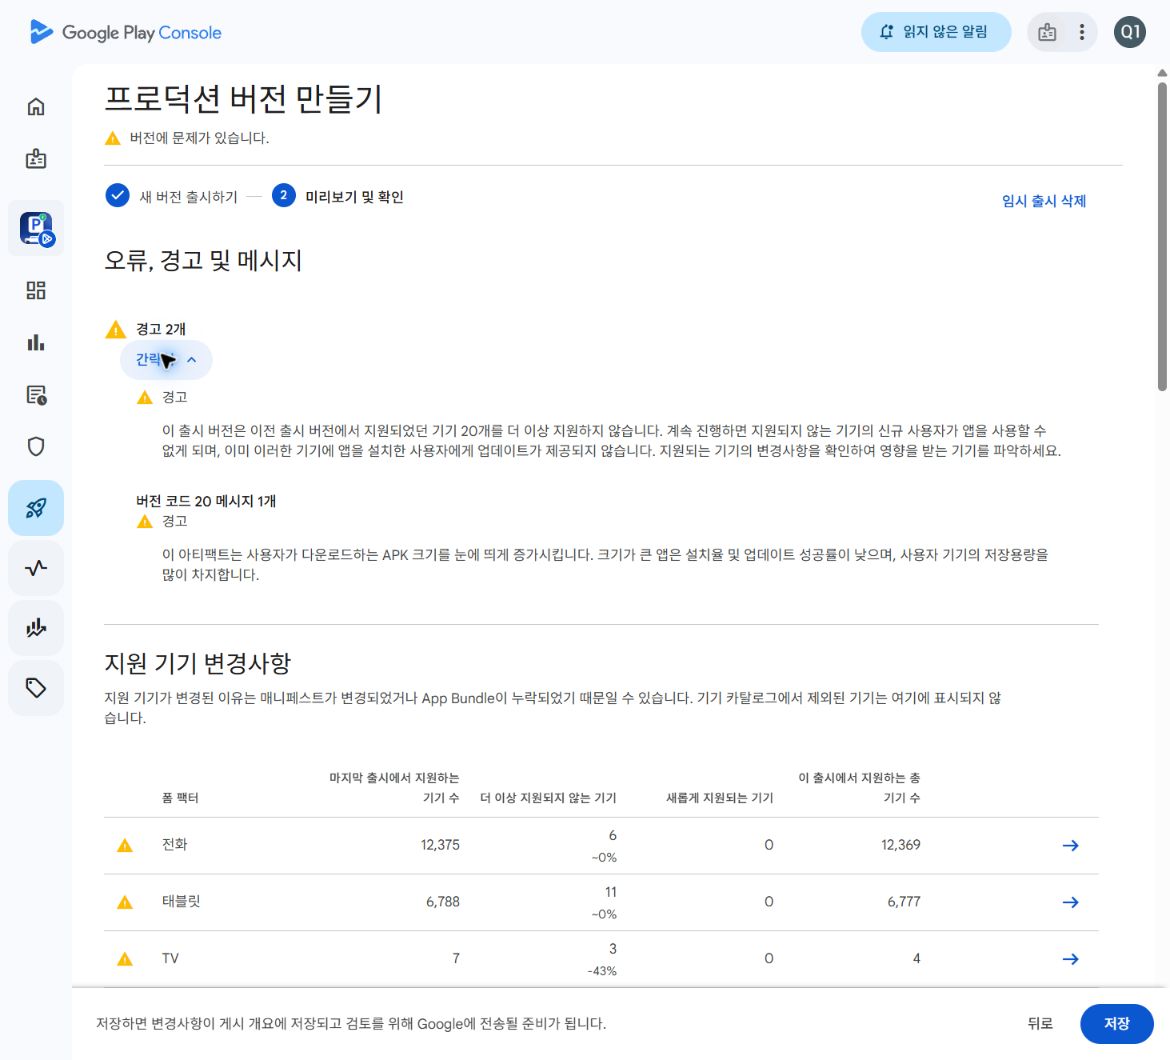 Google Play Console
읽지 않은 알림
Q1
프로덕션 버전 만들기
버전에 문제가 있습니다.
새 버전 출시하기
2
미리보기 및 확인
임시 출시 삭제
오류, 경고 및 메시지
경고 2개
간략
경고
이 출시 버전은 이전 출시 버전에서 지원되었던 기기 20개를 더 이상 지원하지 않습니다. 계속 진행하면 지원되지 않는 기기의 신규 사용자가 앱을 사용할 수
없게 되며, 이미 이러한 기기에 앱을 설치한 사용자에게 업데이트가 제공되지 않습니다. 지원되는 기기의 변경사항을 확인하여 영향을 받는 기기를 파악하세요.
버전 코드 20 메시지 1개
경고
이 아티팩트는 사용자가 다운로드하는 APK 크기를 눈에 띄게 증가시킵니다. 크기가 큰 앱은 설치율 및 업데이트 성공률이 낮으며, 사용자 기기의 저장용량을
많이 차지합니다.
지원 기기 변경사항
지원 기기가 변경된 이유는 매니페스트가 변경되었거나 App Bundle이 누락되었기 때문일 수 있습니다. 기기 카탈로그에서 제외된 기기는 여기에 표시되지 않
습니다.
폼 팩터
마지막 출시에서 지원하는
기기 수
더 이상 지원되지 않는 기기
새롭게 지원되는 기기
이 출시에서 지원하는 총
기기 수
전화
12,375
6
~0%
0
12,369
태블릿
6,788
11
~0%
0
6,777
TV
7
3
-43%
0
4
저장하면 변경사항이 게시 개요에 저장되고 검토를 위해 Google에 전송될 준비가 됩니다.
뒤로
저장